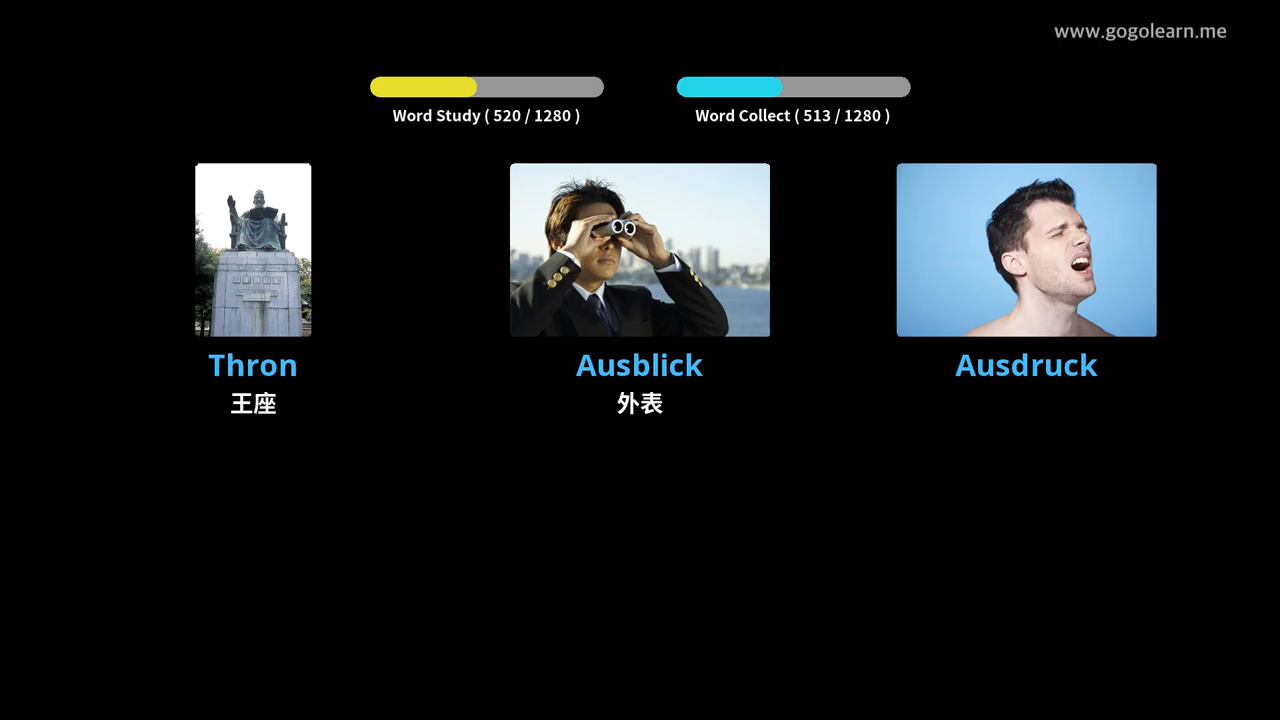 www.gogolearn.me
Word Study ( 520 / 1280 )
Word Collect ( 513 / 1280 )
Thron
王座
Ausblick
外表
Ausdruck